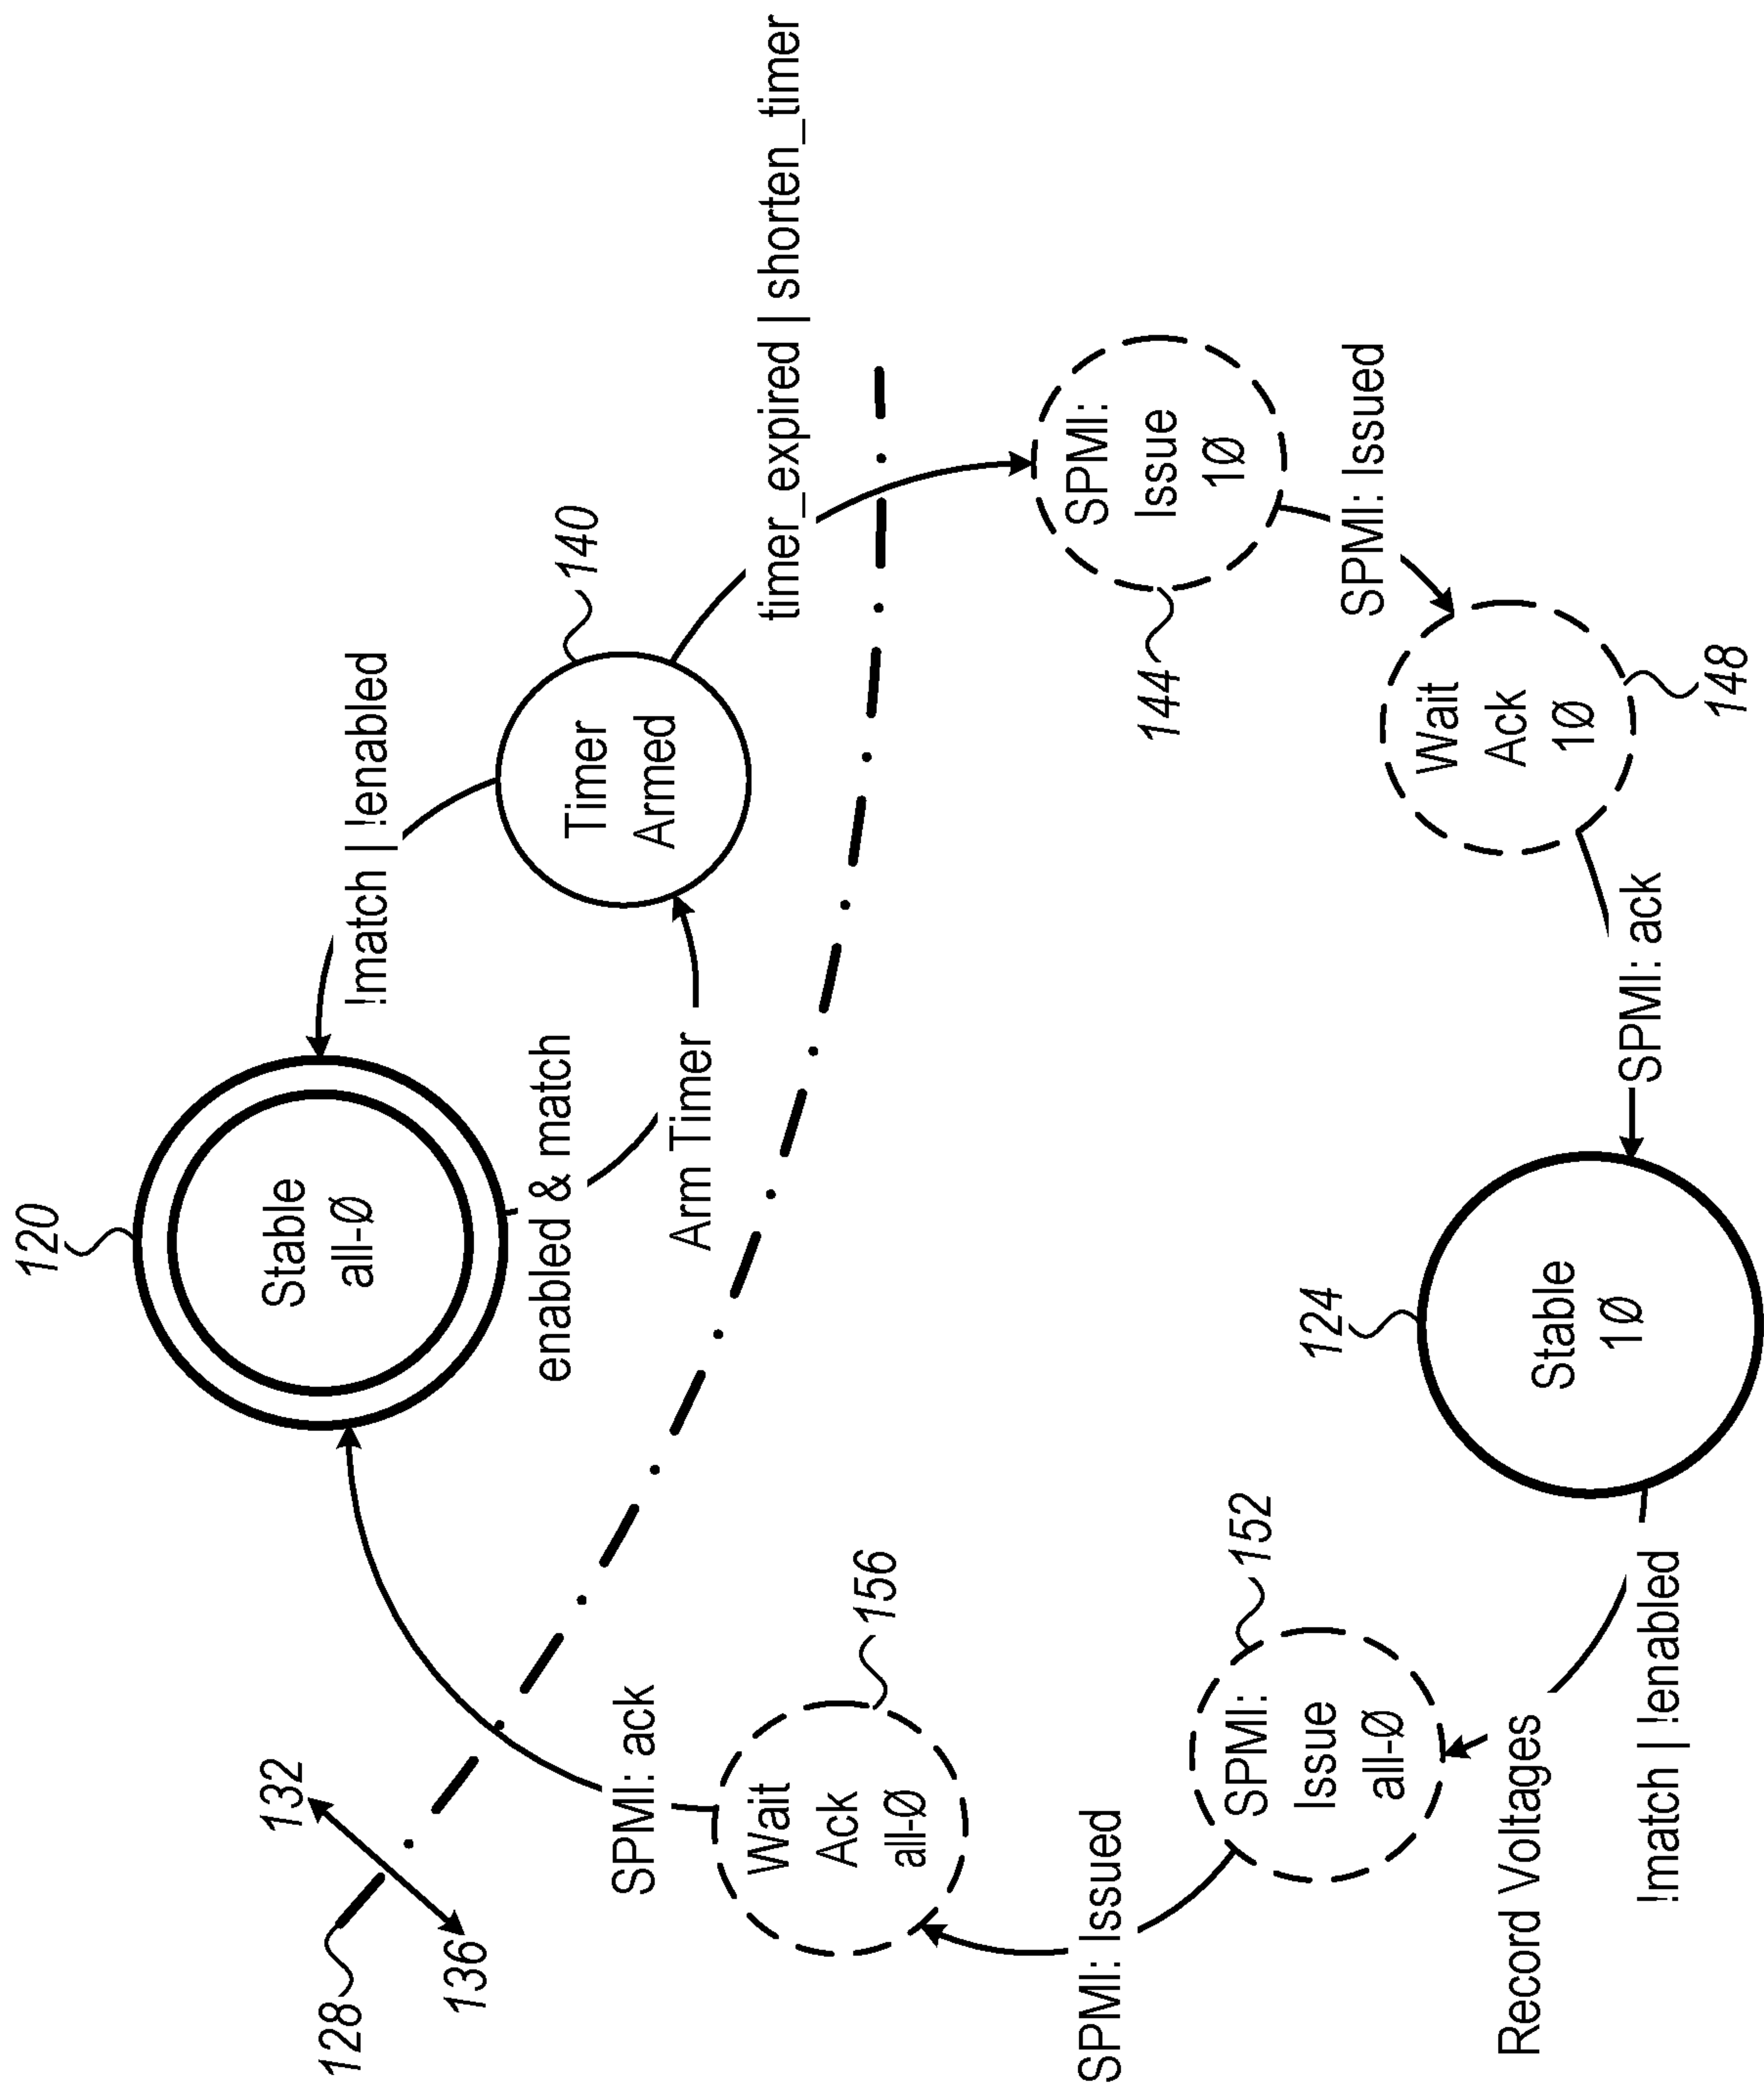 120
Stable
all-Ø
!match | !enabled
enabled & match
Arm Timer
140
Timer
Armed
timer_expired | shorten_timer
128
132
136
SPMI: ack
156
Wait
Ack
all-Ø
144
SPMI:
Issue
1Ø
SPMI: Issued
SPMI: Issued
152
SPMI:
Issue
all-Ø
124
Stable
1Ø
SPMI: ack
Wait
Ack
1Ø
148
Record Voltages
!match | !enabled